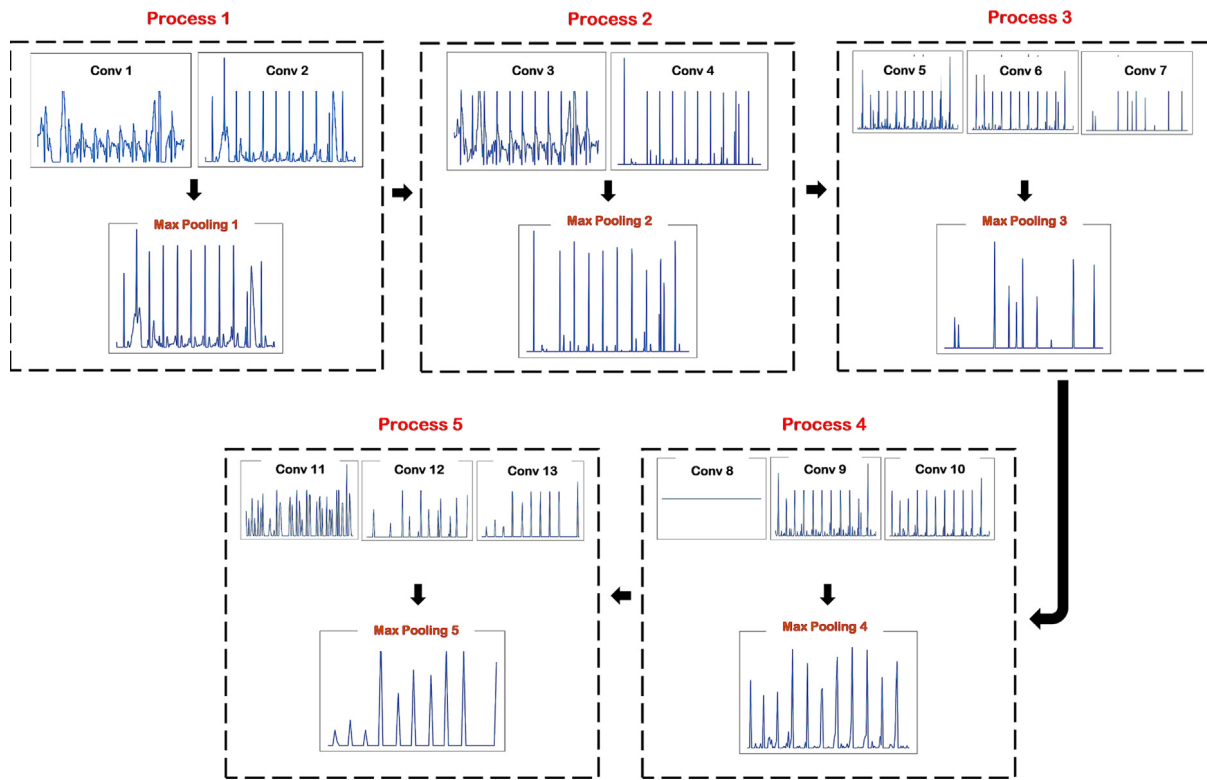 Process 1
Process 2
Process 3
Conv 1
Conv 2
Conv 3
Conv 4
Conv 5
Conv 6
Conv 7
Max Pooling 1
Max Pooling 2
Max Pooling 3
Process 5
Process 4
Conv 11
Conv 12
Conv 13
Conv 8
Conv 9
Conv 10
Max Pooling 5
Max Pooling 4